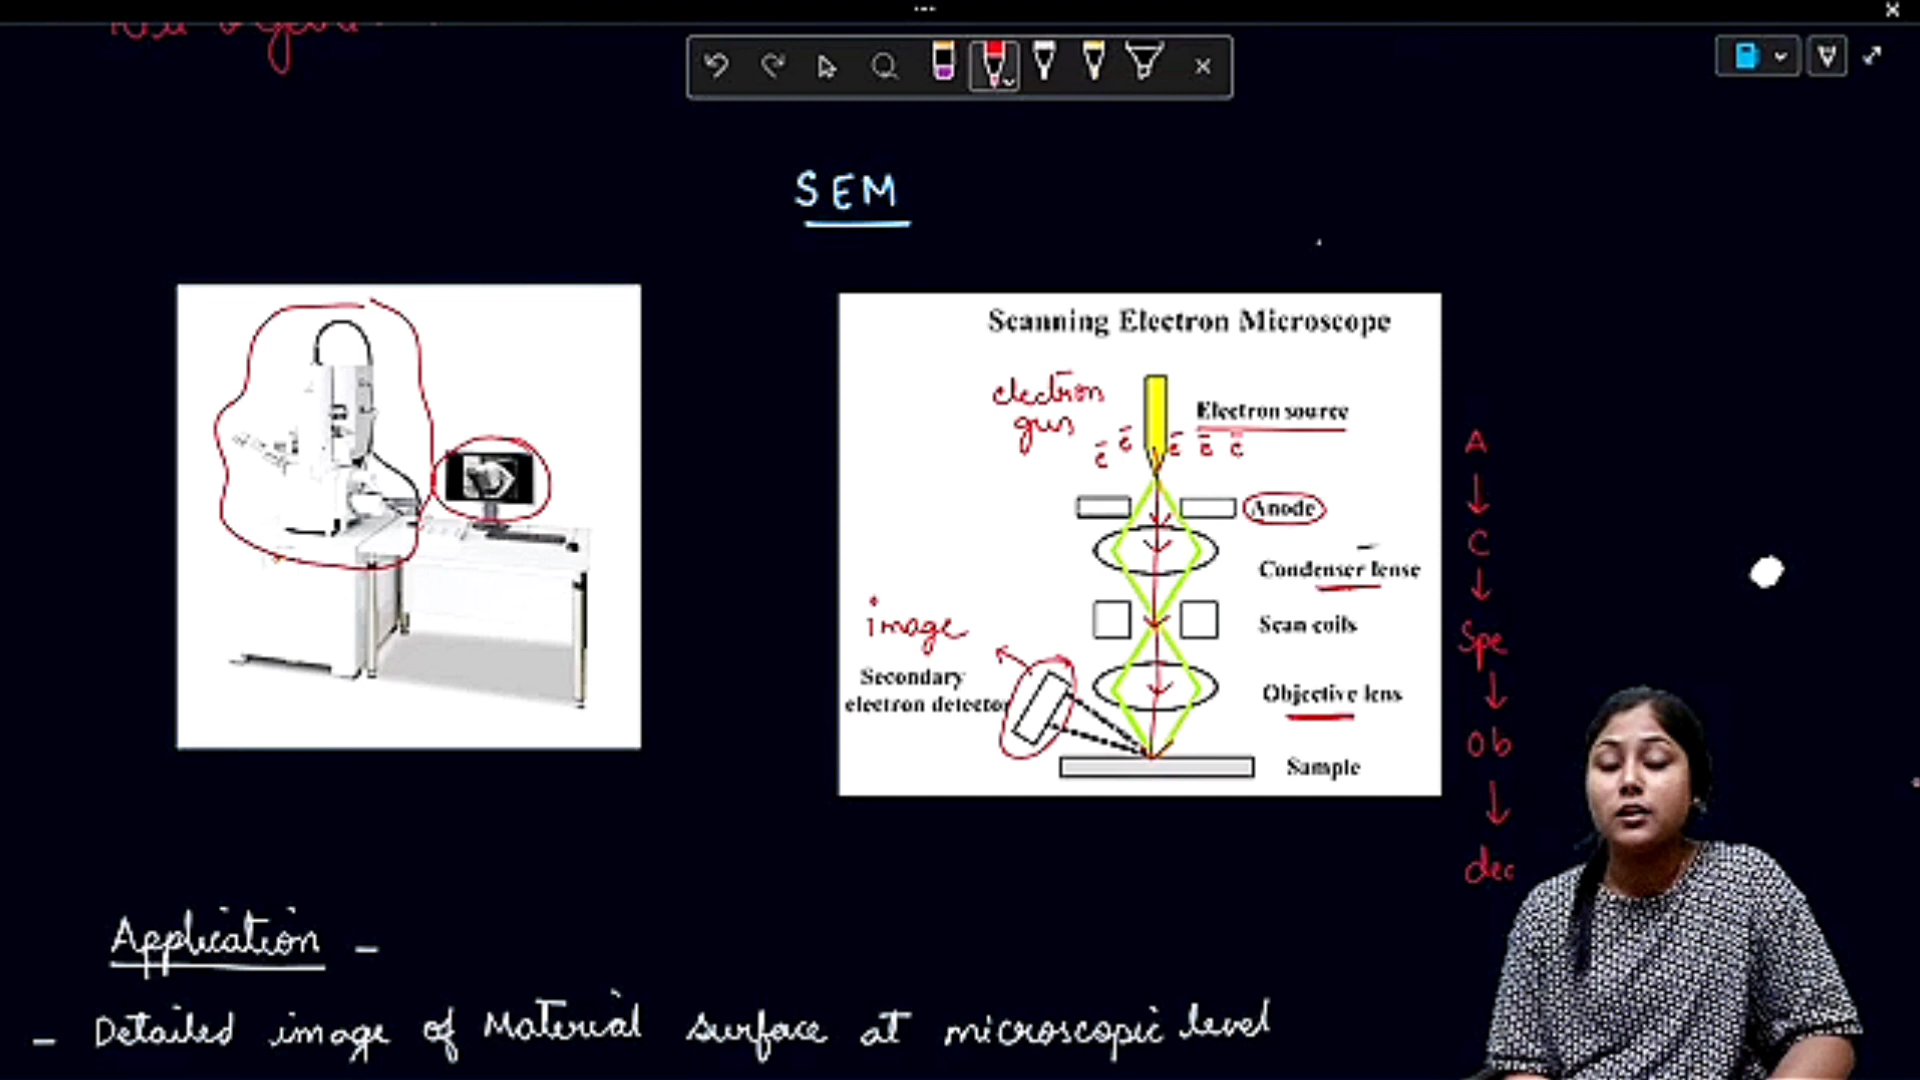 SEM
Scanning Electron Microscope
electron
gun
Electron source
ē ē ē ē ē
Anode
Condenser lense
image
Scan coils
Secondary
electron detector
Objective lens
Sample
A
↓
C
↓
Spe
↓
Ob
↓
dec
Application -
- Detailed image of Material surface at microscopic level